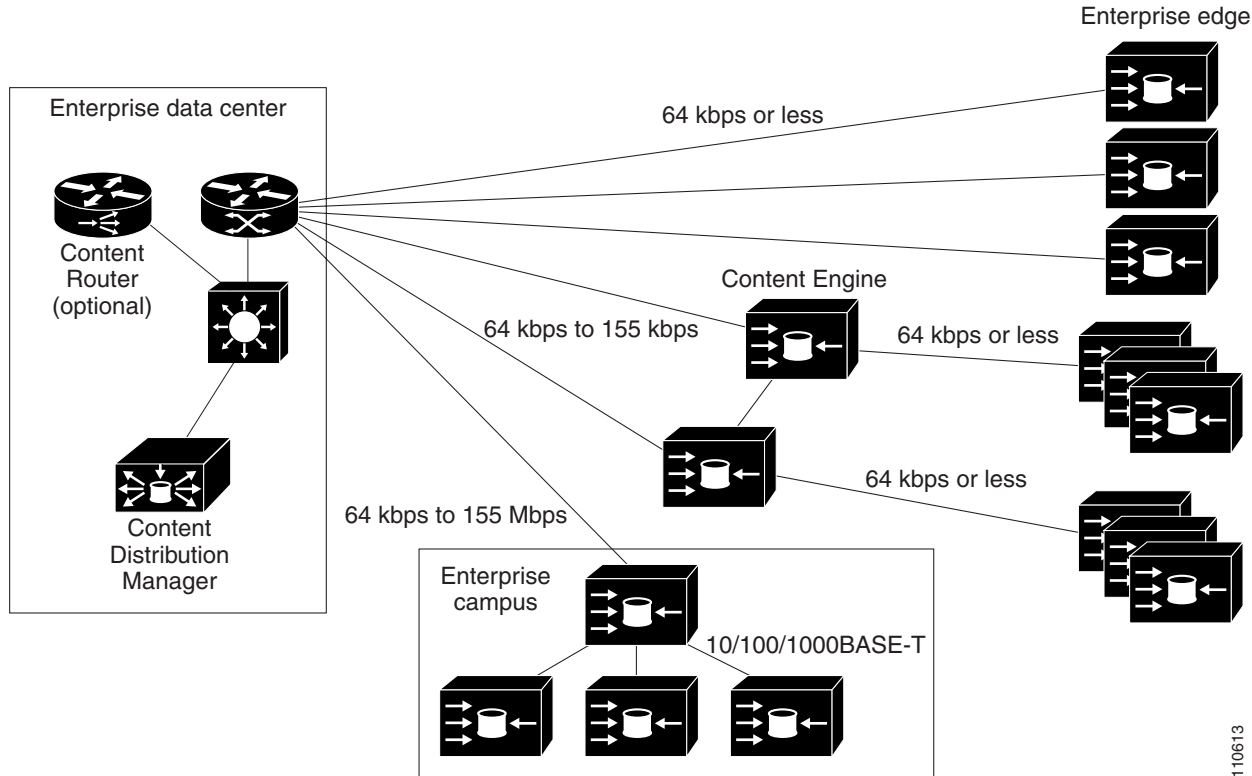 Enterprise edge
Enterprise data center
64 kbps or less
Content
Router
(optional)
Content Engine
64 kbps to 155 kbps
64 kbps or less
64 kbps or less
64 kbps to 155 Mbps
Content
Distribution
Manager
Enterprise
campus
10/100/1000BASE-T
110613